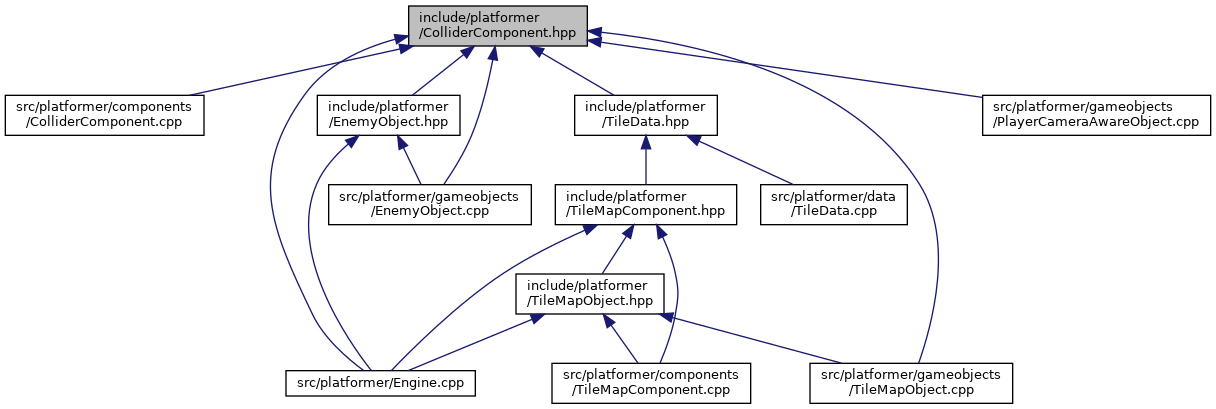 include/platformer
/ColliderComponent.hpp
src/platformer/components
/ColliderComponent.cpp
include/platformer
/EnemyObject.hpp
include/platformer
/TileData.hpp
src/platformer/gameobjects
/PlayerCameraAwareObject.cpp
src/platformer/gameobjects
/EnemyObject.cpp
include/platformer
/TileMapComponent.hpp
src/platformer/data
/TileData.cpp
include/platformer
/TileMapObject.hpp
src/platformer/Engine.cpp
src/platformer/components
/TileMapComponent.cpp
src/platformer/gameobjects
/TileMapObject.cpp